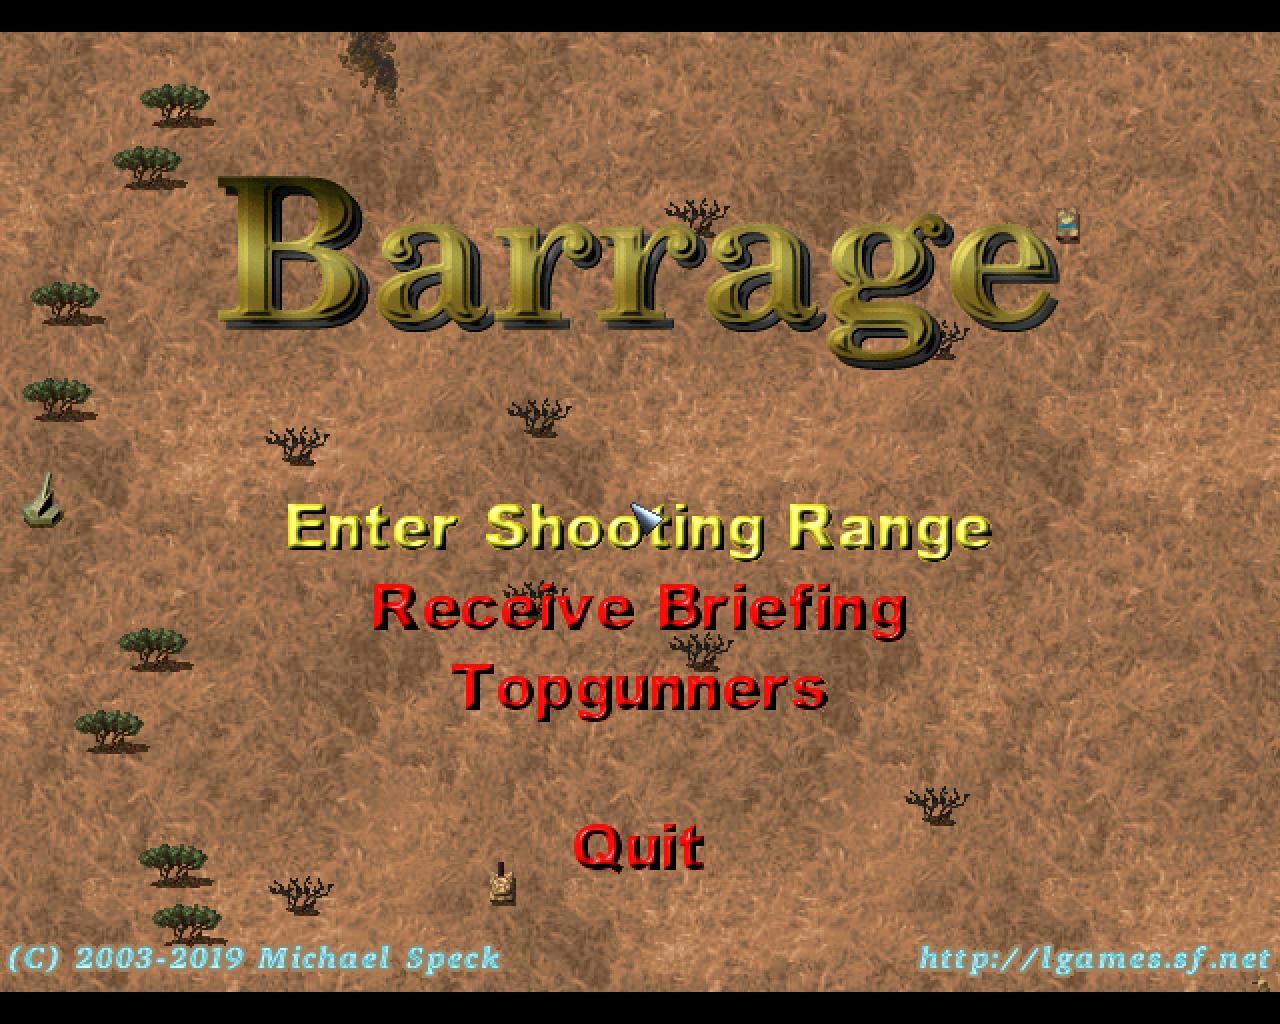 Barrage
Enter Shooting Range
Receive Briefing
Topgunners
Quit
(C) 2003-2019 Michael Speck
http://lgames.sf.net